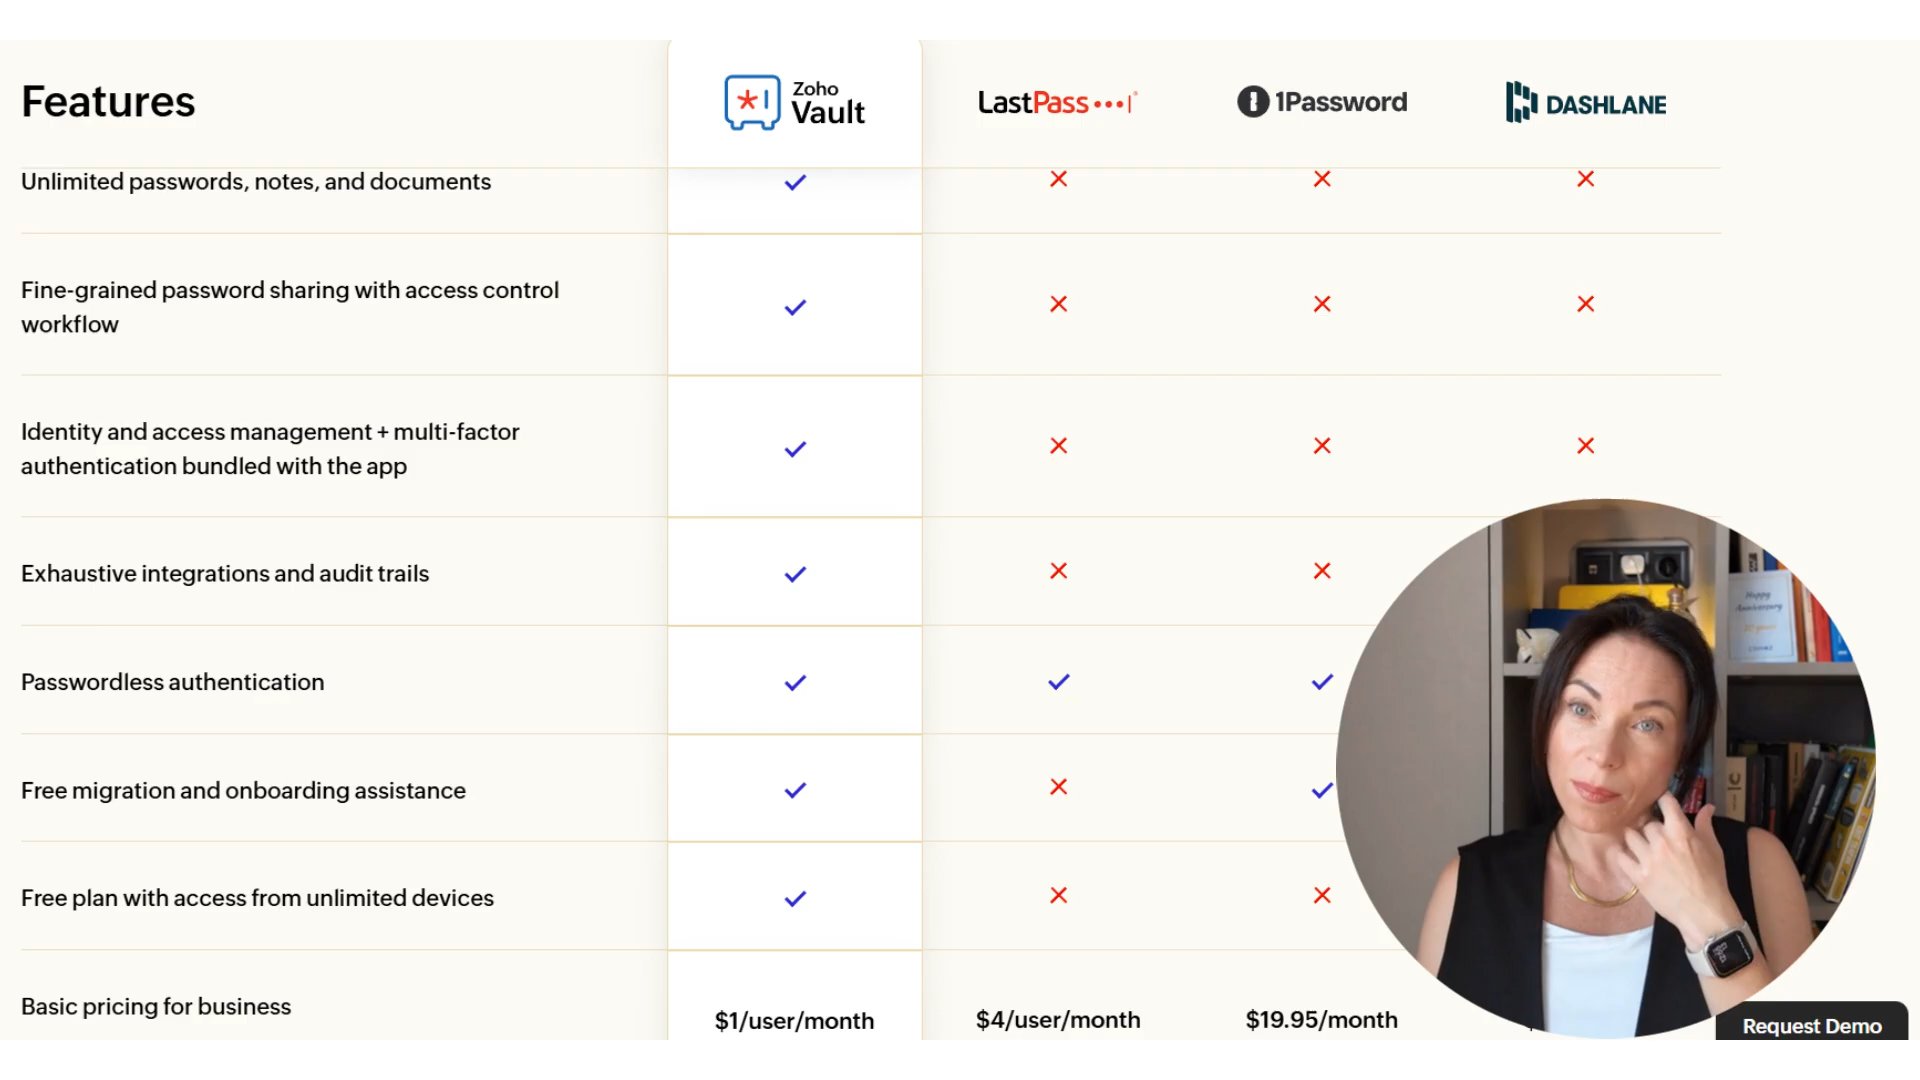 Features
Zoho
Vault
LastPass
1Password
DASHLANE
Unlimited passwords, notes, and documents
Fine-grained password sharing with access control
workflow
Identity and access management + multi-factor
authentication bundled with the app
Exhaustive integrations and audit trails
Passwordless authentication
Free migration and onboarding assistance
Free plan with access from unlimited devices
Basic pricing for business
$1/user/month
$4/user/month
$19.95/month
Happy
Anniversary
Request Demo